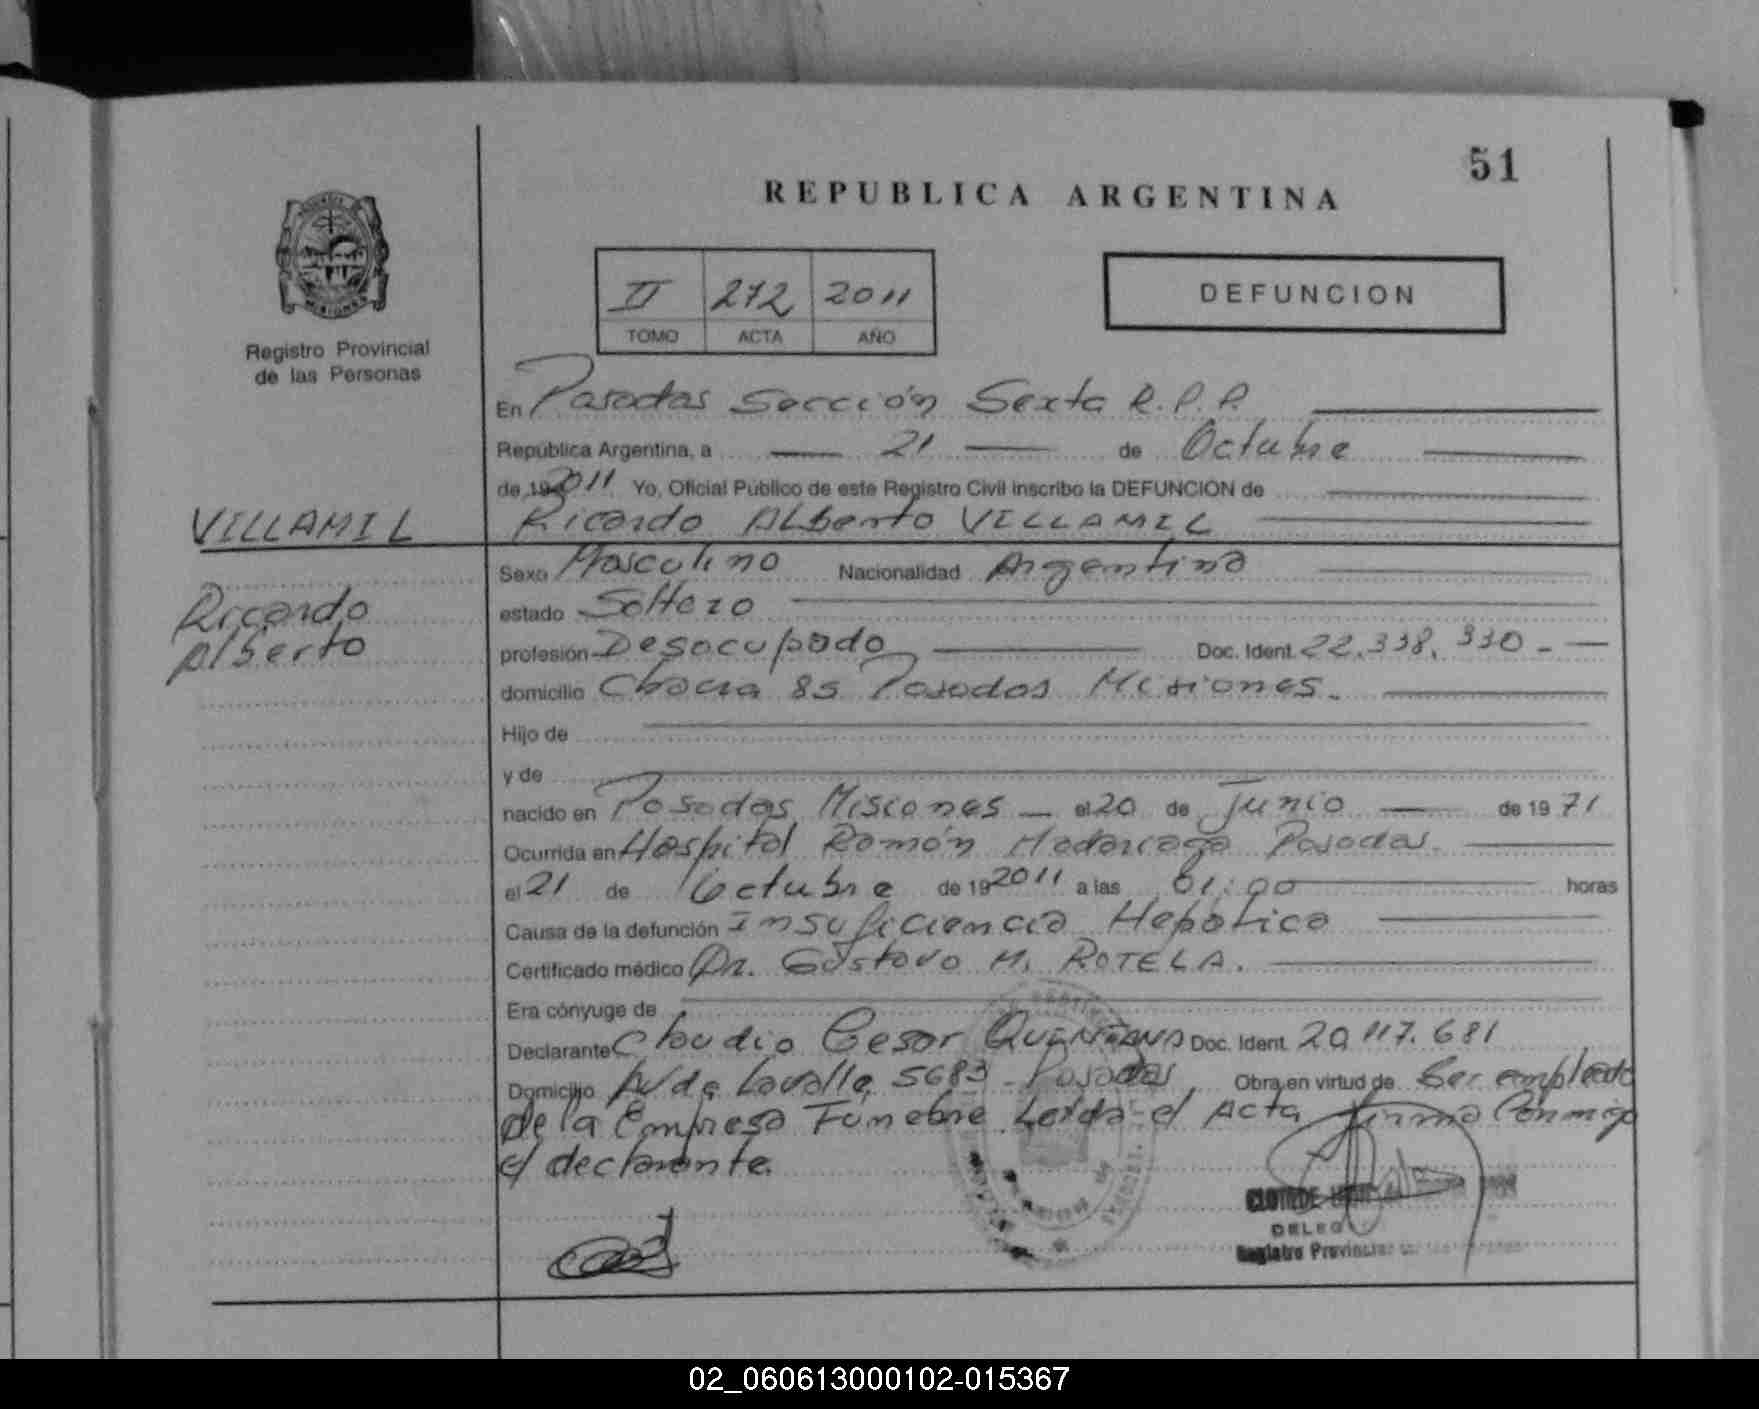 51
REPUBLICA ARGENTINA
II 272 2011
TOMO ACTA AÑO
DEFUNCION
Registro Provincial
de las Personas
En Posadas Sección Sexta R.P.P.
República Argentina, a 21 de Octubre
de 192011 Yo, Oficial Público de este Registro Civil inscribo la DEFUNCION de
VILLAMIL Ricardo Alberto VILLAMIL
Sexo Masculino Nacionalidad Argentina
Ricardo estado Soltero
Alberto profesión Desocupado Doc. Ident. 22.338.330.-
domicilio Chacra 85 Posadas Misiones.
Hijo de
y de
nacido en Posadas Misiones el 20 de Junio de 1971
Ocurrida en Hospital Ramón Madariaga Posadas.
el 21 de Octubre de 192011 a las 01:00 horas
Causa de la defunción Insuficiencia Hepática
Certificado médico Dr. Gustavo M. ROTELA.
Era cónyuge de
Declarante Claudio Cesar Doc. Ident. 20.117.681
Domicilio Avda Lavalle 5683 - Posadas Obra en virtud de Ser empleado
de la Empresa Fúnebre Leída el Acta firma Conmigo
el declarante.
Registro Provincial
02_060613000102-015367